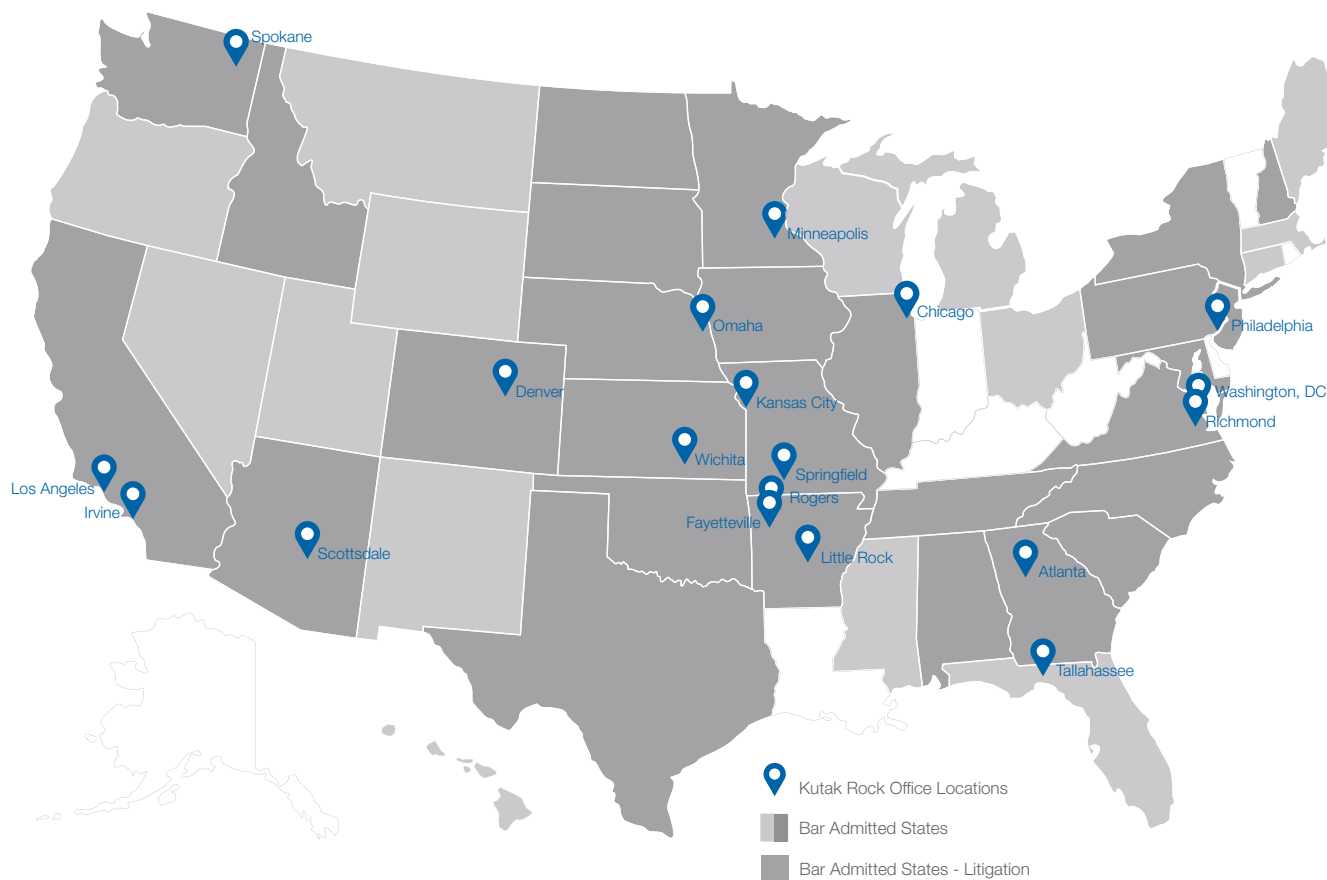 Spokane
Minneapolis
Chicago
Omaha
Philadelphia
Denver
Washington, DC
Kansas City
Richmond
Wichita
Springfield
Los Angeles
Rogers
Irvine
Fayetteville
Scottsdale
Little Rock
Atlanta
Tallahassee
Kutak Rock Office Locations
Bar Admitted States
Bar Admitted States - Litigation